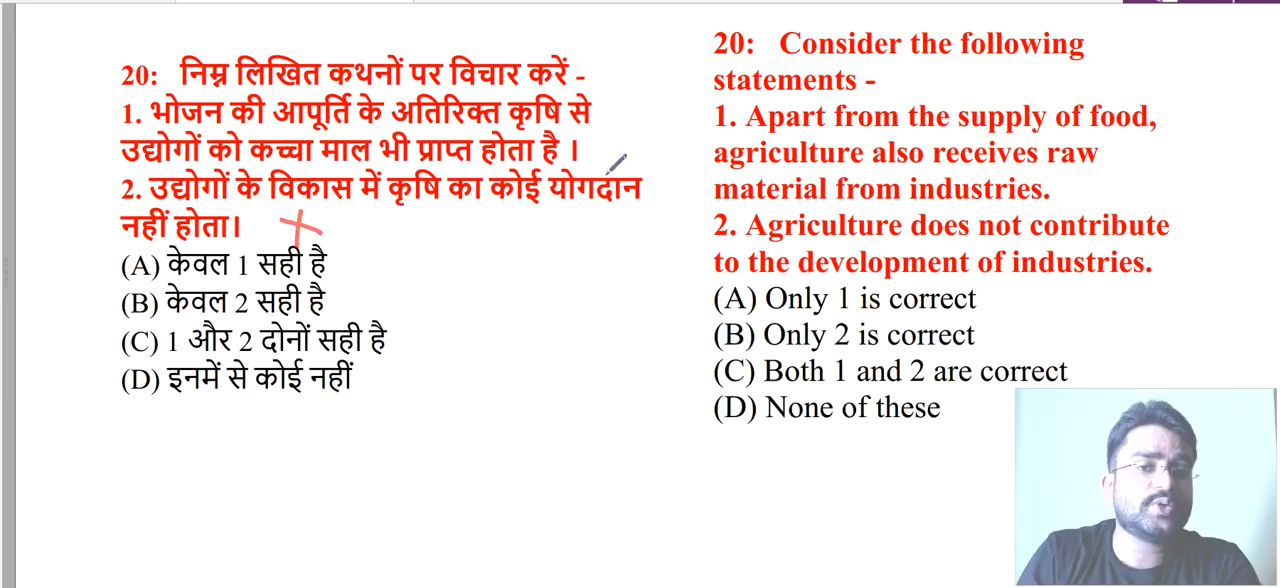 20: निम्न लिखित कथनों पर विचार करें -
1. भोजन की आपूर्ति के अतिरिक्त कृषि से
उद्योगों को कच्चा माल भी प्राप्त होता है ।
2. उद्योगों के विकास में कृषि का कोई योगदान
नहीं होता।
(A) केवल 1 सही है
(B) केवल 2 सही है
(C) 1 और 2 दोनों सही है
(D) इनमें से कोई नहीं
20: Consider the following
statements -
1. Apart from the supply of food,
agriculture also receives raw
material from industries.
2. Agriculture does not contribute
to the development of industries.
(A) Only 1 is correct
(B) Only 2 is correct
(C) Both 1 and 2 are correct
(D) None of these